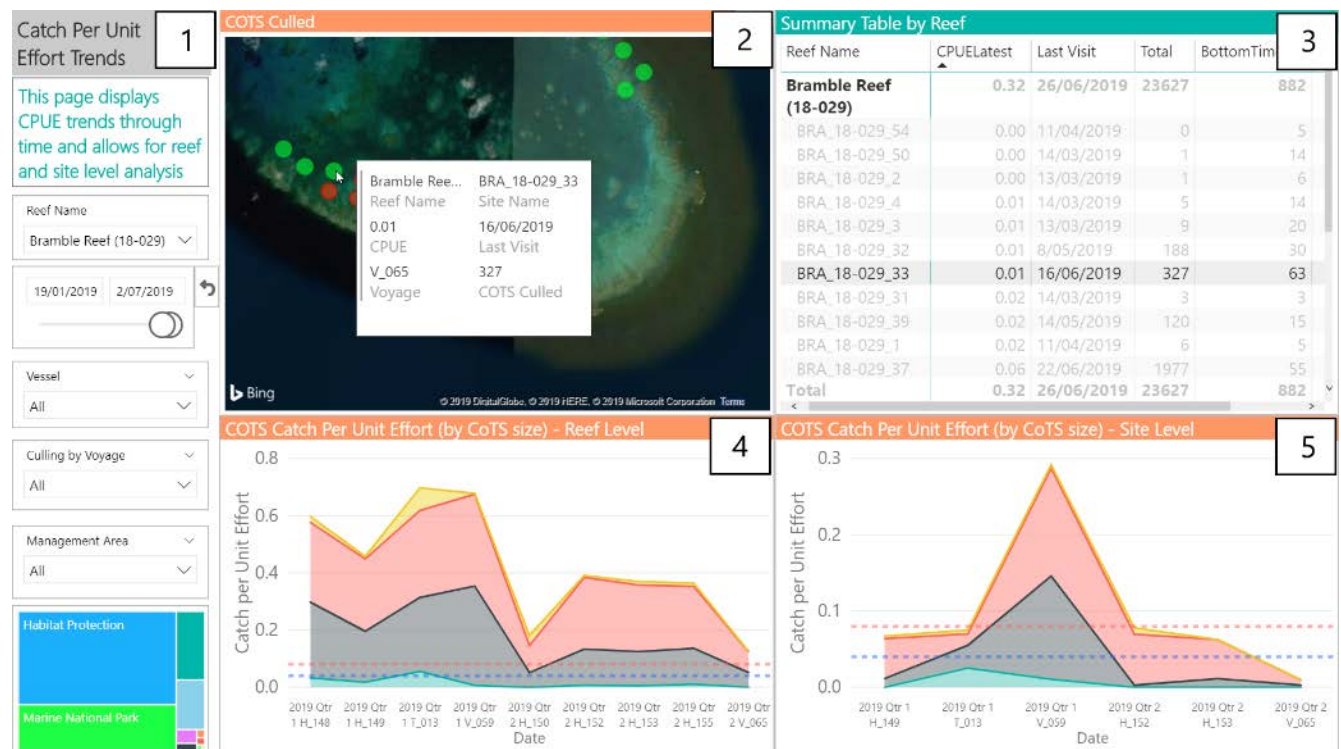 Catch Per Unit
Effort Trends
1
This page displays
CPUE trends through
time and allows for reef
and site level analysis
Reef Name
Bramble Reef (18-029)
19/01/2019 2/07/2019
Vessel
All
Culling by Voyage
All
Management Area
All
Habitat Protection
Marine National Park
COTS Culled
2
Bramble Ree... BRA_18-029_33
Reef Name Site Name
0.01 16/06/2019
CPUE Last Visit
V_065 327
Voyage COTS Culled
Bing
© 2019 DigitalGlobe, © 2019 HERE, © 2019 Microsoft Corporation Terms
Summary Table by Reef
3
Reef Name CPUELatest Last Visit Total BottomTim
Bramble Reef 0.32 26/06/2019 23627 882
(18-029)
BRA_18-029_54 0.00 11/04/2019 0 5
BRA_18-029_50 0.00 14/03/2019 1 14
BRA_18-029_2 0.00 13/03/2019 1 6
BRA_18-029_4 0.01 14/03/2019 5 14
BRA_18-029_3 0.01 13/03/2019 9 20
BRA_18-029_32 0.01 8/05/2019 188 30
BRA_18-029_33 0.01 16/06/2019 327 63
BRA_18-029_31 0.02 14/03/2019 3 3
BRA_18-029_39 0.02 14/05/2019 120 15
BRA_18-029_1 0.02 11/04/2019 6 5
BRA_18-029_37 0.06 22/06/2019 1977 55
Total 0.32 26/06/2019 23627 882
COTS Catch Per Unit Effort (by CoTS size) - Reef Level
4
Catch per Unit Effort
0.8
0.6
0.4
0.2
0.0
2019 Qtr 2019 Qtr 2019 Qtr 2019 Qtr 2019 Qtr 2019 Qtr 2019 Qtr 2019 Qtr 2019 Qtr
1 H_148 1 H_149 1 T_013 1 V_059 2 H_150 2 H_152 2 H_153 2 H_155 2 V_065
Date
COTS Catch Per Unit Effort (by CoTS size) - Site Level
5
Catch per Unit Effort
0.3
0.2
0.1
0.0
2019 Qtr 1 2019 Qtr 1 2019 Qtr 1 2019 Qtr 2 2019 Qtr 2 2019 Qtr 2
H_149 T_013 V_059 H_152 H_153 V_065
Date